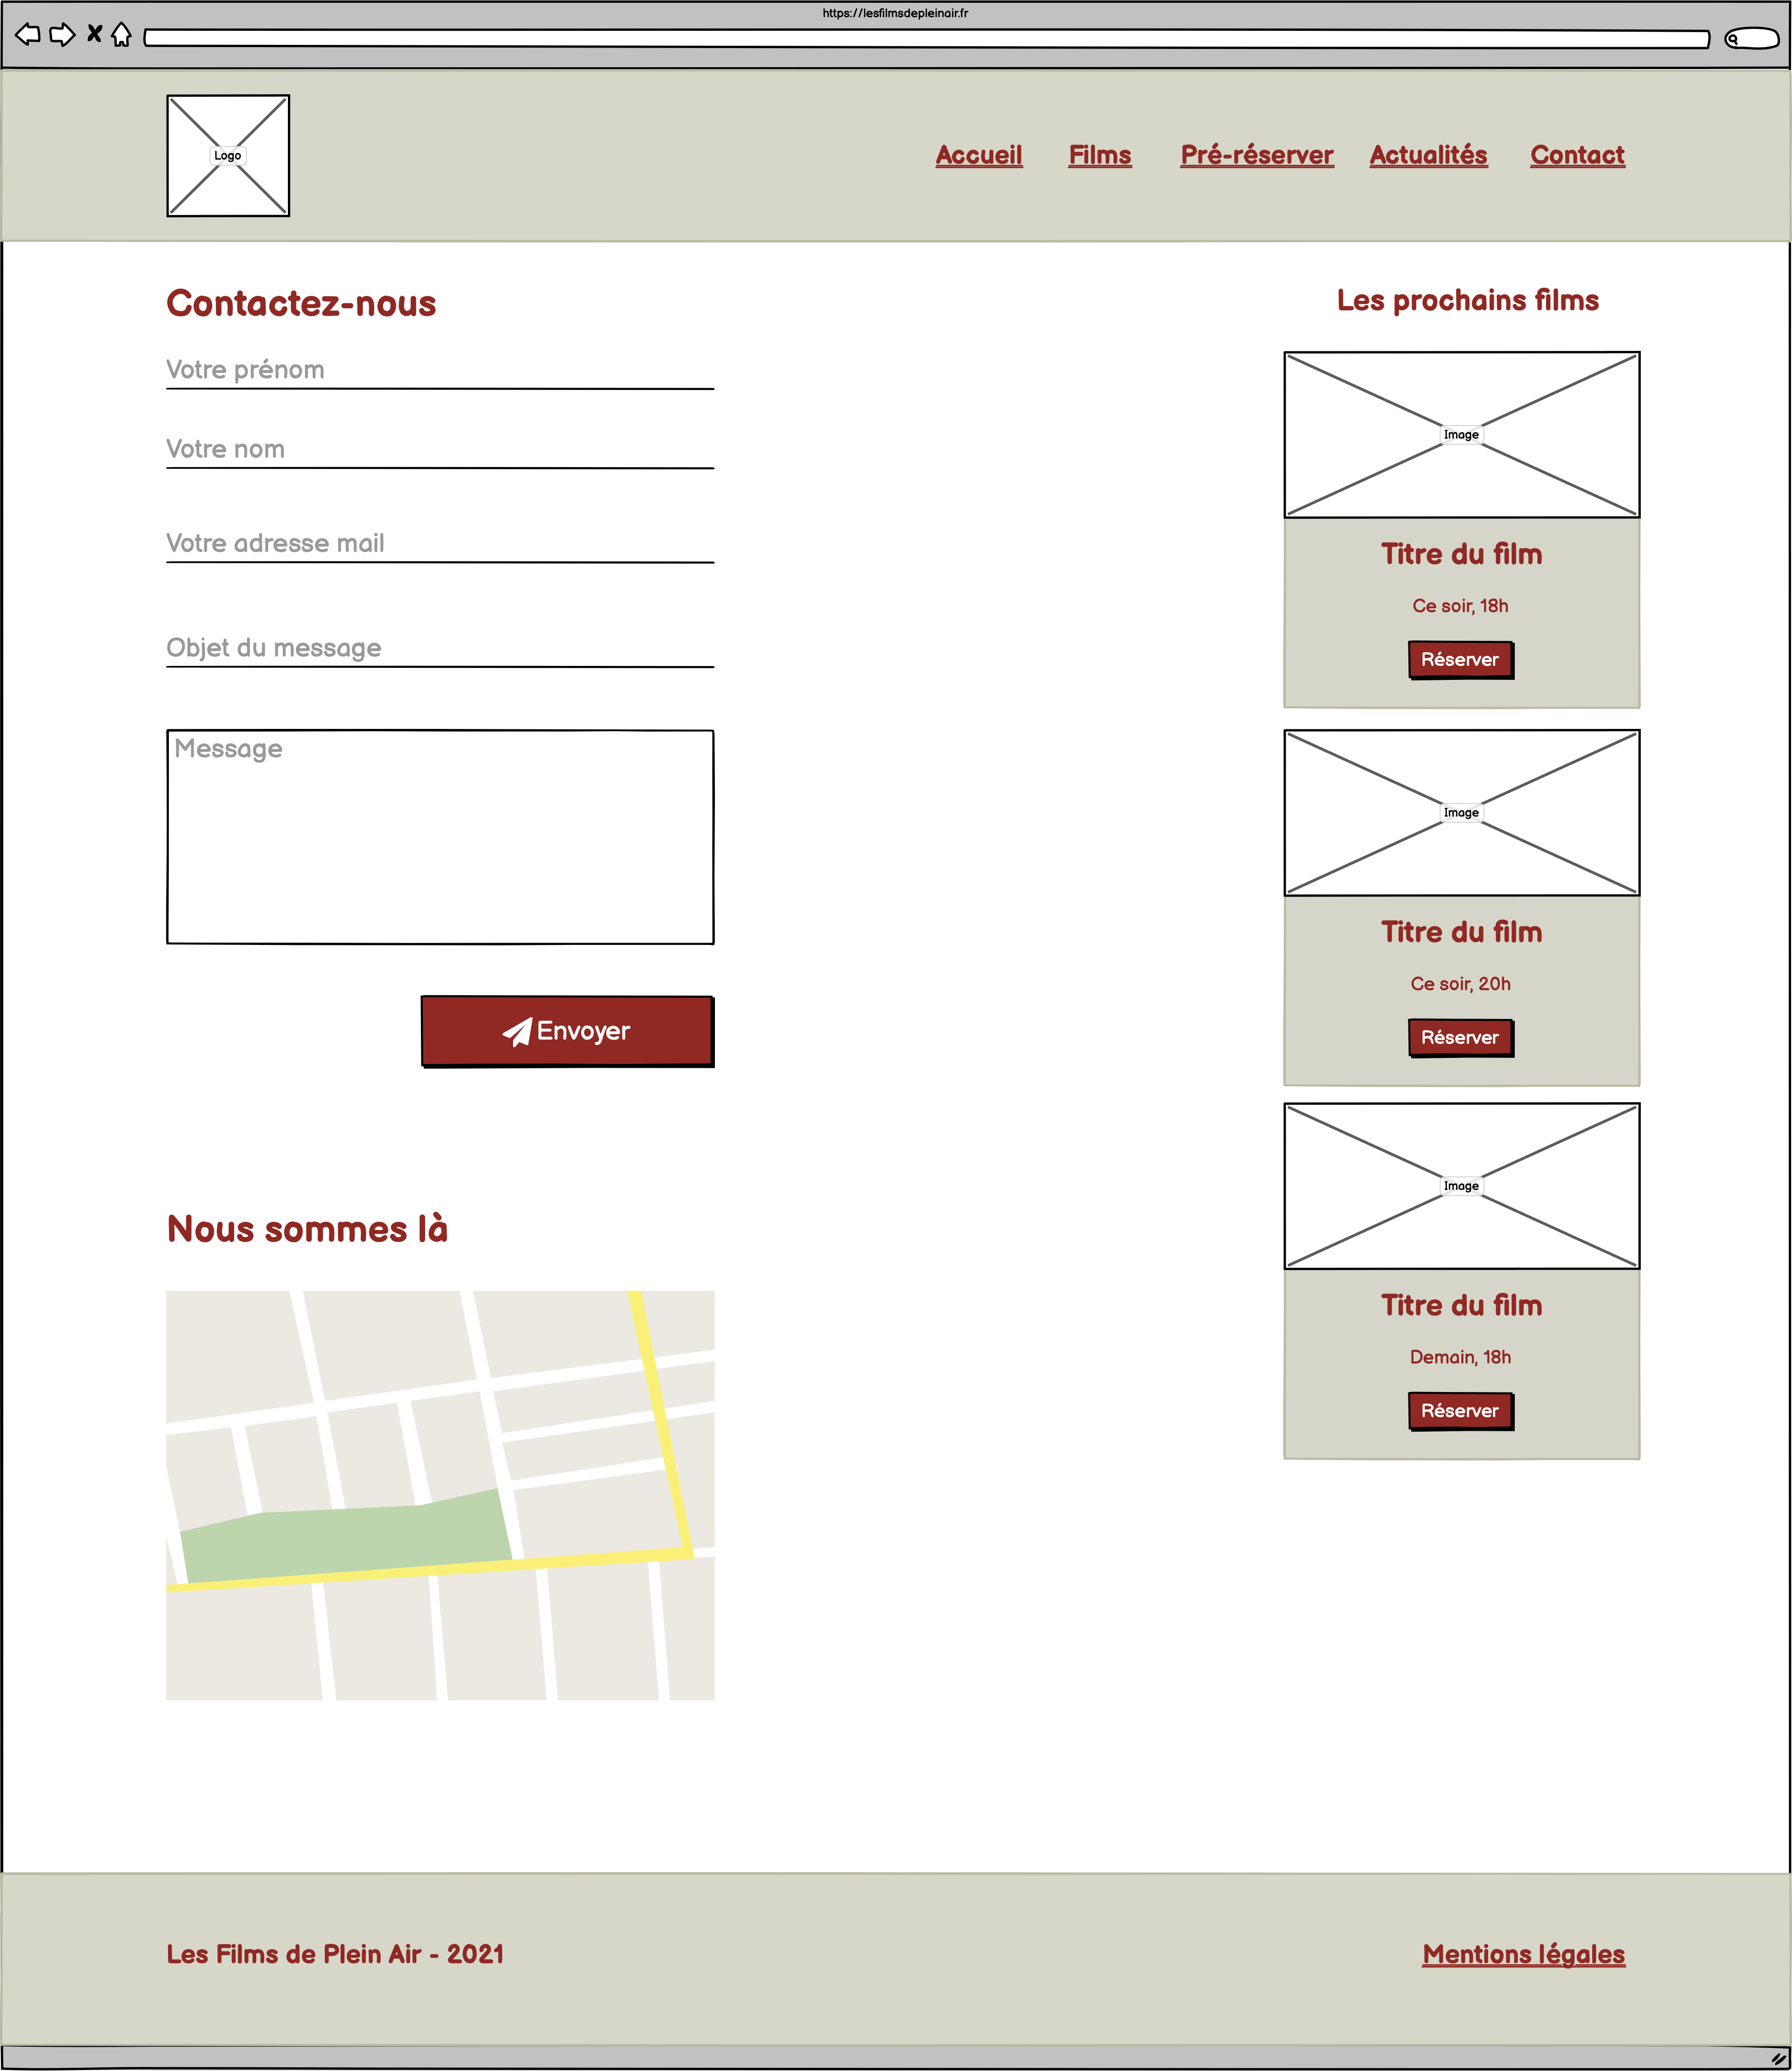 https://lesfilmsdepleinair.fr
Logo
Accueil Films Pré-réserver Actualités Contact
Contactez-nous
Votre prénom
Votre nom
Votre adresse mail
Objet du message
Message
Envoyer
Nous sommes là
Les prochains films
Image
Titre du film
Ce soir, 18h
Réserver
Image
Titre du film
Ce soir, 20h
Réserver
Image
Titre du film
Demain, 18h
Réserver
Les Films de Plein Air - 2021
Mentions légales